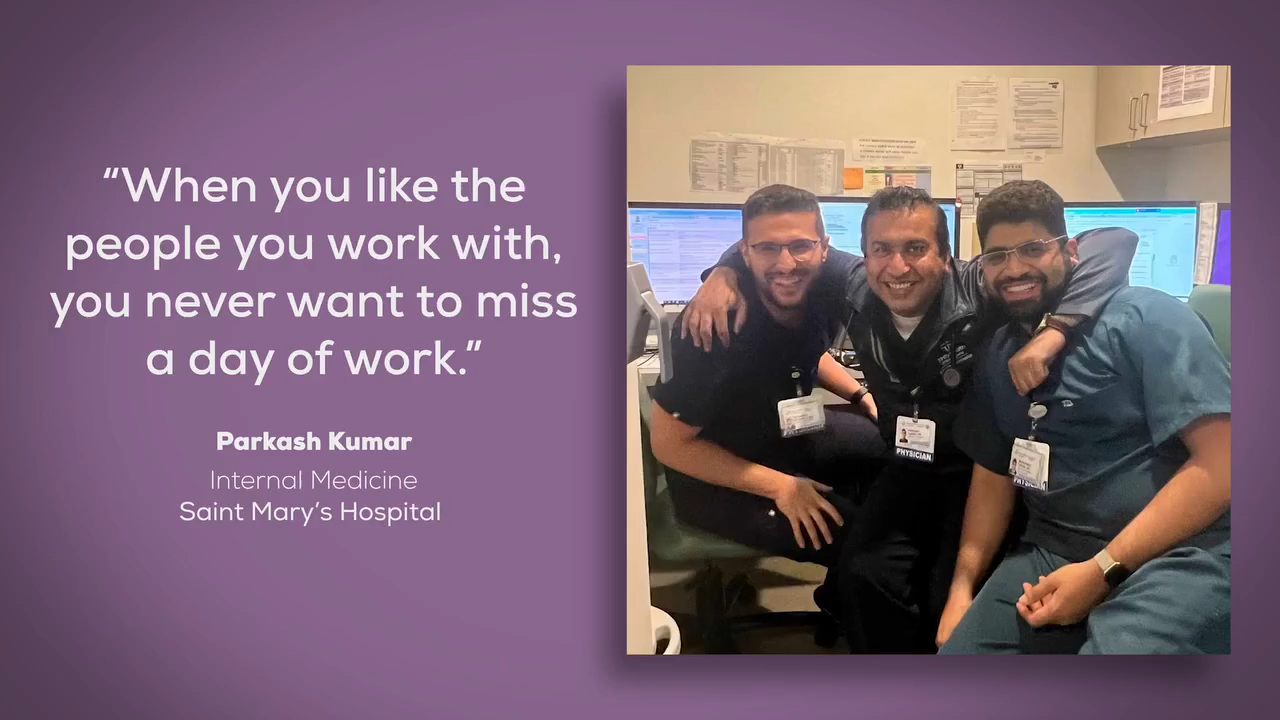 “When you like the
people you work with,
you never want to miss
a day of work.”
Parkash Kumar
Internal Medicine
Saint Mary’s Hospital
PHYSICIAN